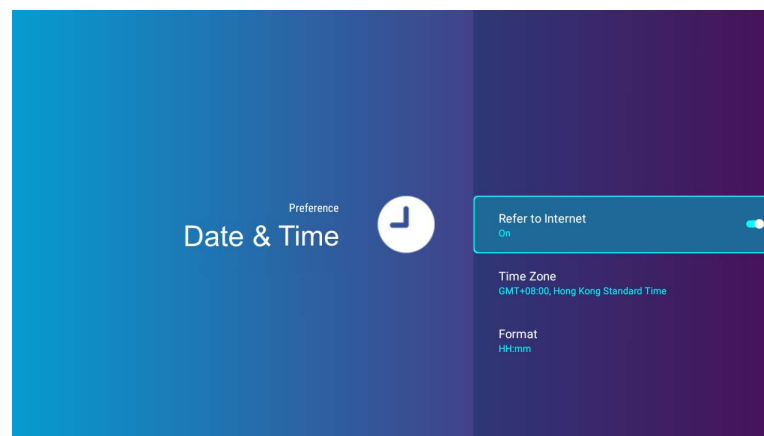 Preference
Date & Time
Refer to Internet
On
Time Zone
GMT+08:00, Hong Kong Standard Time
Format
HH:mm